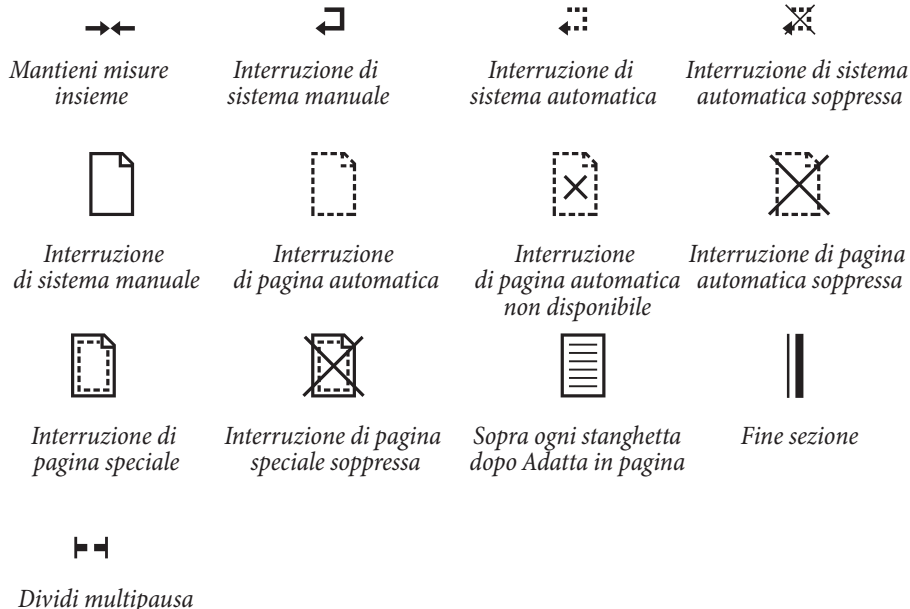 Mantieni misure
insieme
Interruzione di
sistema manuale
Interruzione di
sistema automatica
Interruzione di sistema
automatica soppressa
Interruzione
di sistema manuale
Interruzione
di pagina automatica
Interruzione
di pagina automatica
non disponibile
Interruzione di pagina
automatica soppressa
Interruzione di
pagina speciale
Interruzione di pagina
speciale soppressa
Sopra ogni stanghetta
dopo Adatta in pagina
Fine sezione
Dividi multipausa